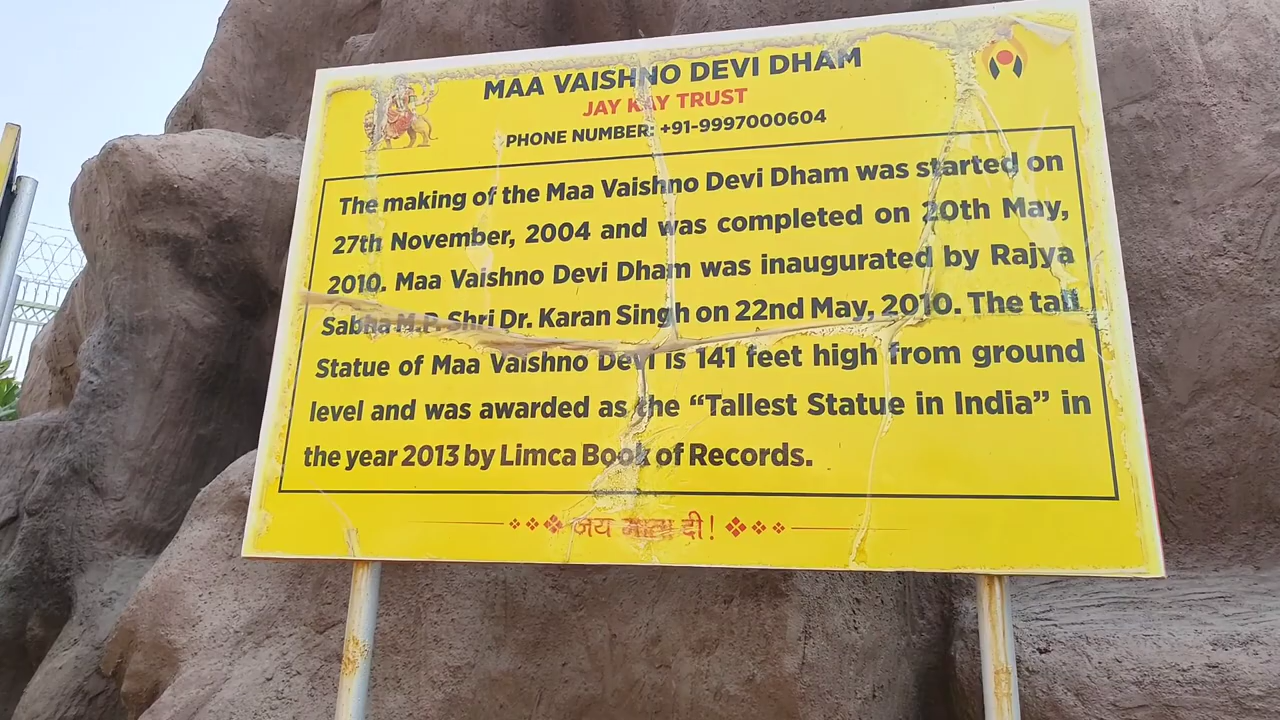 MAA VAISHNO DEVI DHAM
JAY KAY TRUST
PHONE NUMBER: +91-9997000604
The making of the Maa Vaishno Devi Dham was started on
27th November, 2004 and was completed on 20th May,
2010. Maa Vaishno Devi Dham was inaugurated by Rajya
Sabha M.P. Shri Dr. Karan Singh on 22nd May, 2010. The tall
Statue of Maa Vaishno Devi is 141 feet high from ground
level and was awarded as the “Tallest Statue in India” in
the year 2013 by Limca Book of Records.
जय माता दी!